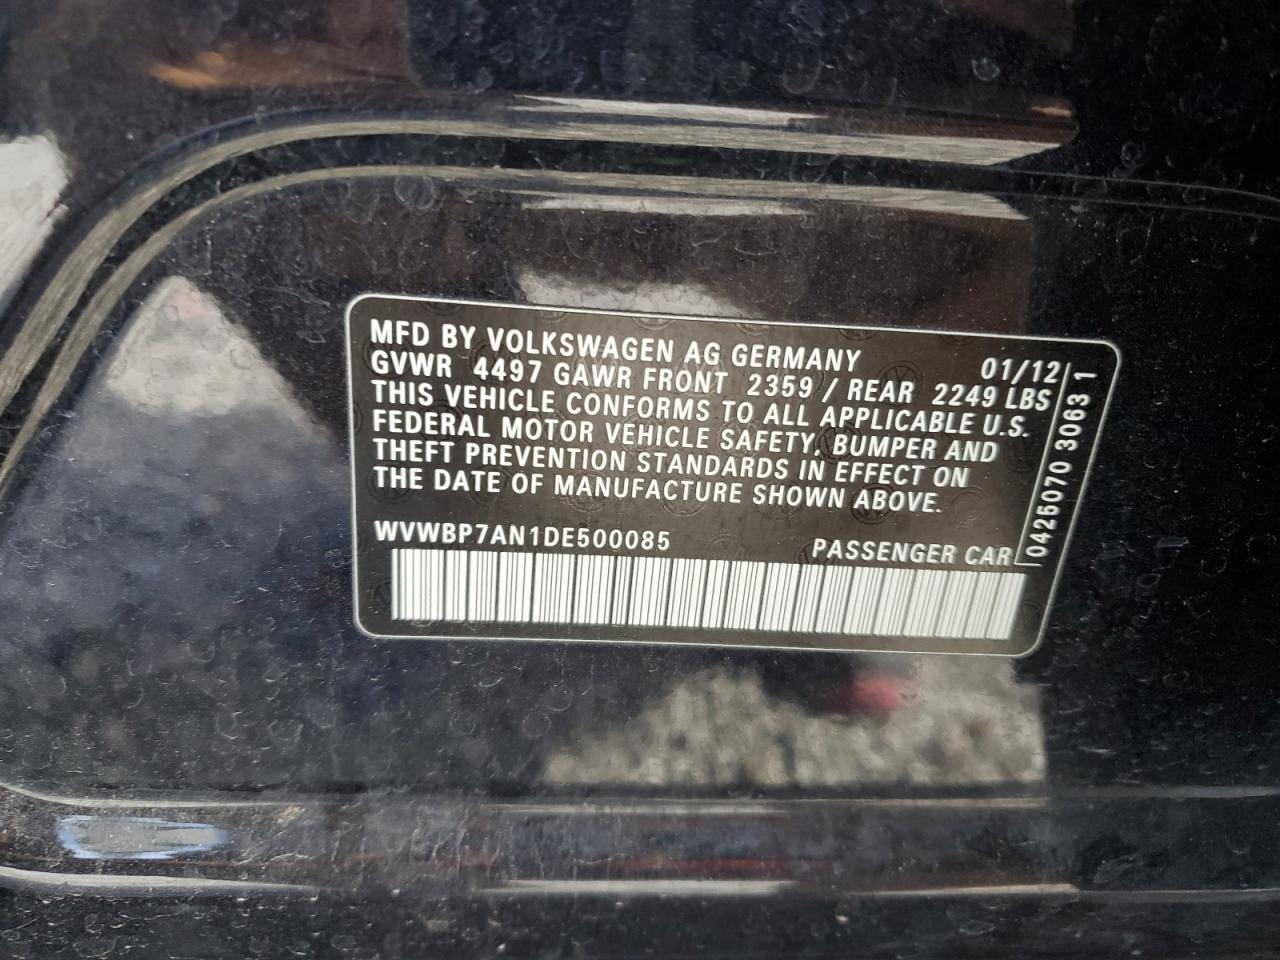 MFD BY VOLKSWAGEN AG GERMANY 01/12
GVWR 4497 GAWR FRONT 2359 / REAR 2249 LBS
THIS VEHICLE CONFORMS TO ALL APPLICABLE U.S.
FEDERAL MOTOR VEHICLE SAFETY, BUMPER AND
THEFT PREVENTION STANDARDS IN EFFECT ON
THE DATE OF MANUFACTURE SHOWN ABOVE.
WVWBP7AN1DE500085 PASSENGER CAR
0425070 3063 1